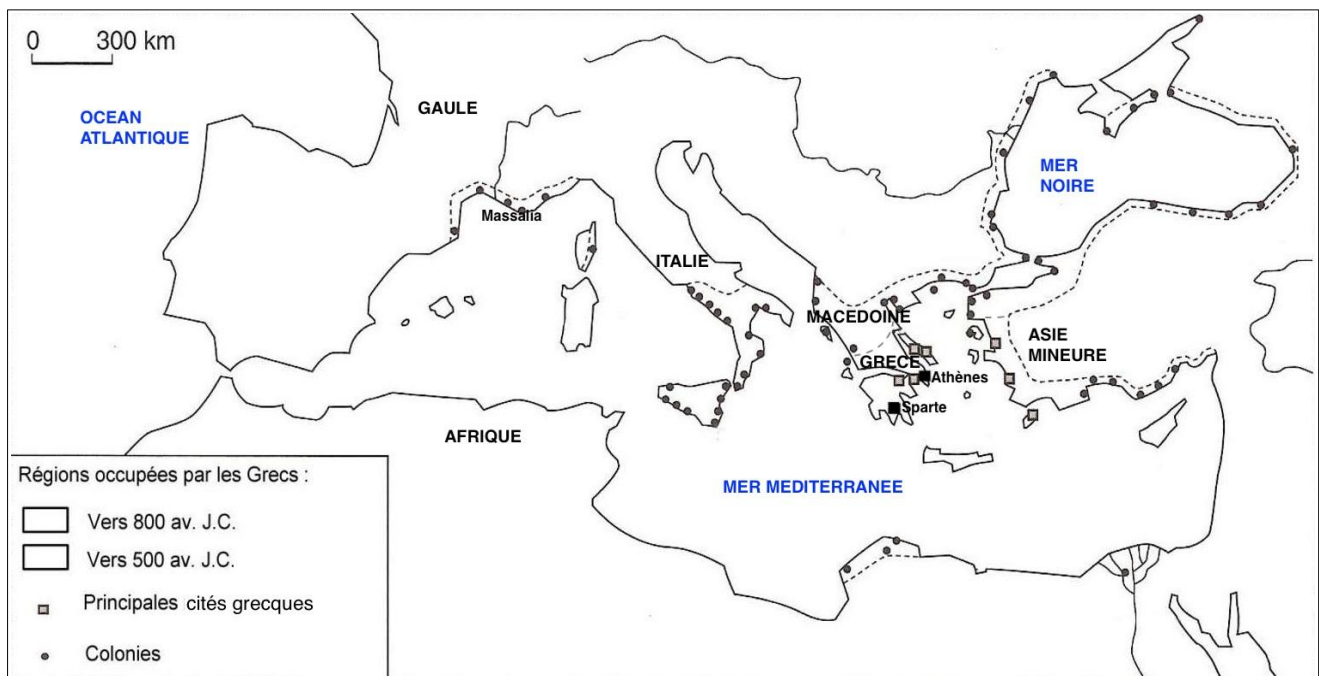 0 300 km
OCEAN
ATLANTIQUE
GAULE
MER
NOIRE
Massalia
ITALIE
MACEDOINE
ASIE
MINEURE
GRECE
Athènes
Sparte
AFRIQUE
MER MEDITERRANEE
Régions occupées par les Grecs :
Vers 800 av. J.C.
Vers 500 av. J.C.
Principales cités grecques
Colonies